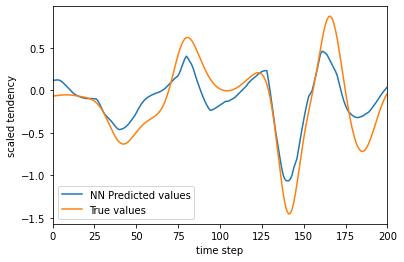 0.5
0.0
-0.5
-1.0
-1.5
scaled tendency
NN Predicted values
True values
0 25 50 75 100 125 150 175 200
time step